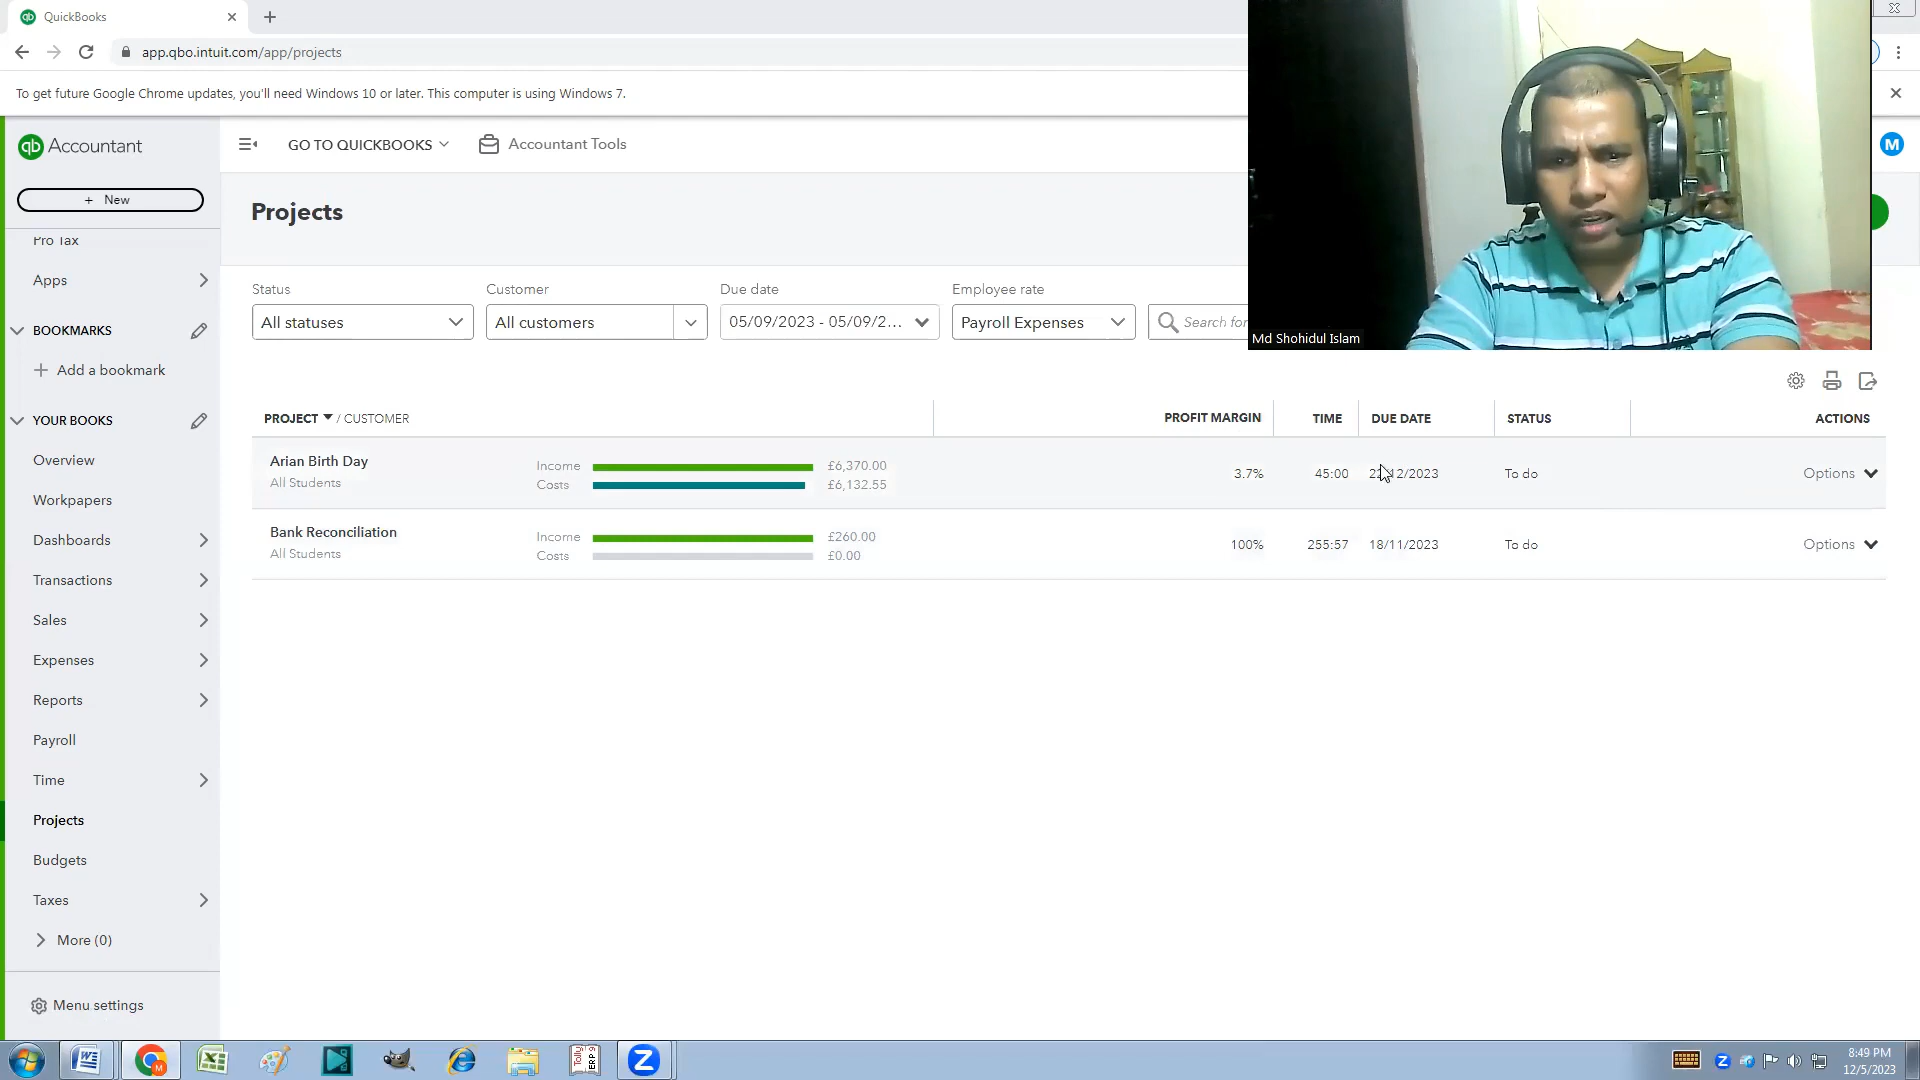 QuickBooks
app.qbo.intuit.com/app/projects
To get future Google Chrome updates, you'll need Windows 10 or later. This computer is using Windows 7.
qb Accountant
GO TO QUICKBOOKS
Accountant Tools
M
+ New
Projects
Pro Tax
Apps
BOOKMARKS
Add a bookmark
YOUR BOOKS
Overview
Workpapers
Dashboards
Transactions
Sales
Expenses
Reports
Payroll
Time
Projects
Budgets
Taxes
More (0)
Menu settings
Status
Customer
Due date
Employee rate
All statuses
All customers
05/09/2023 - 05/09/2...
Payroll Expenses
Search for
Md Shohidul Islam
PROJECT / CUSTOMER
PROFIT MARGIN
TIME
DUE DATE
STATUS
ACTIONS
Arian Birth Day
All Students
Income £6,370.00
Costs £6,132.55
3.7%
45:00
To do
Options
Bank Reconciliation
All Students
Income £260.00
Costs £0.00
100%
255:57
18/11/2023
To do
Options
Tally
ERP 9
8:49 PM
12/5/2023